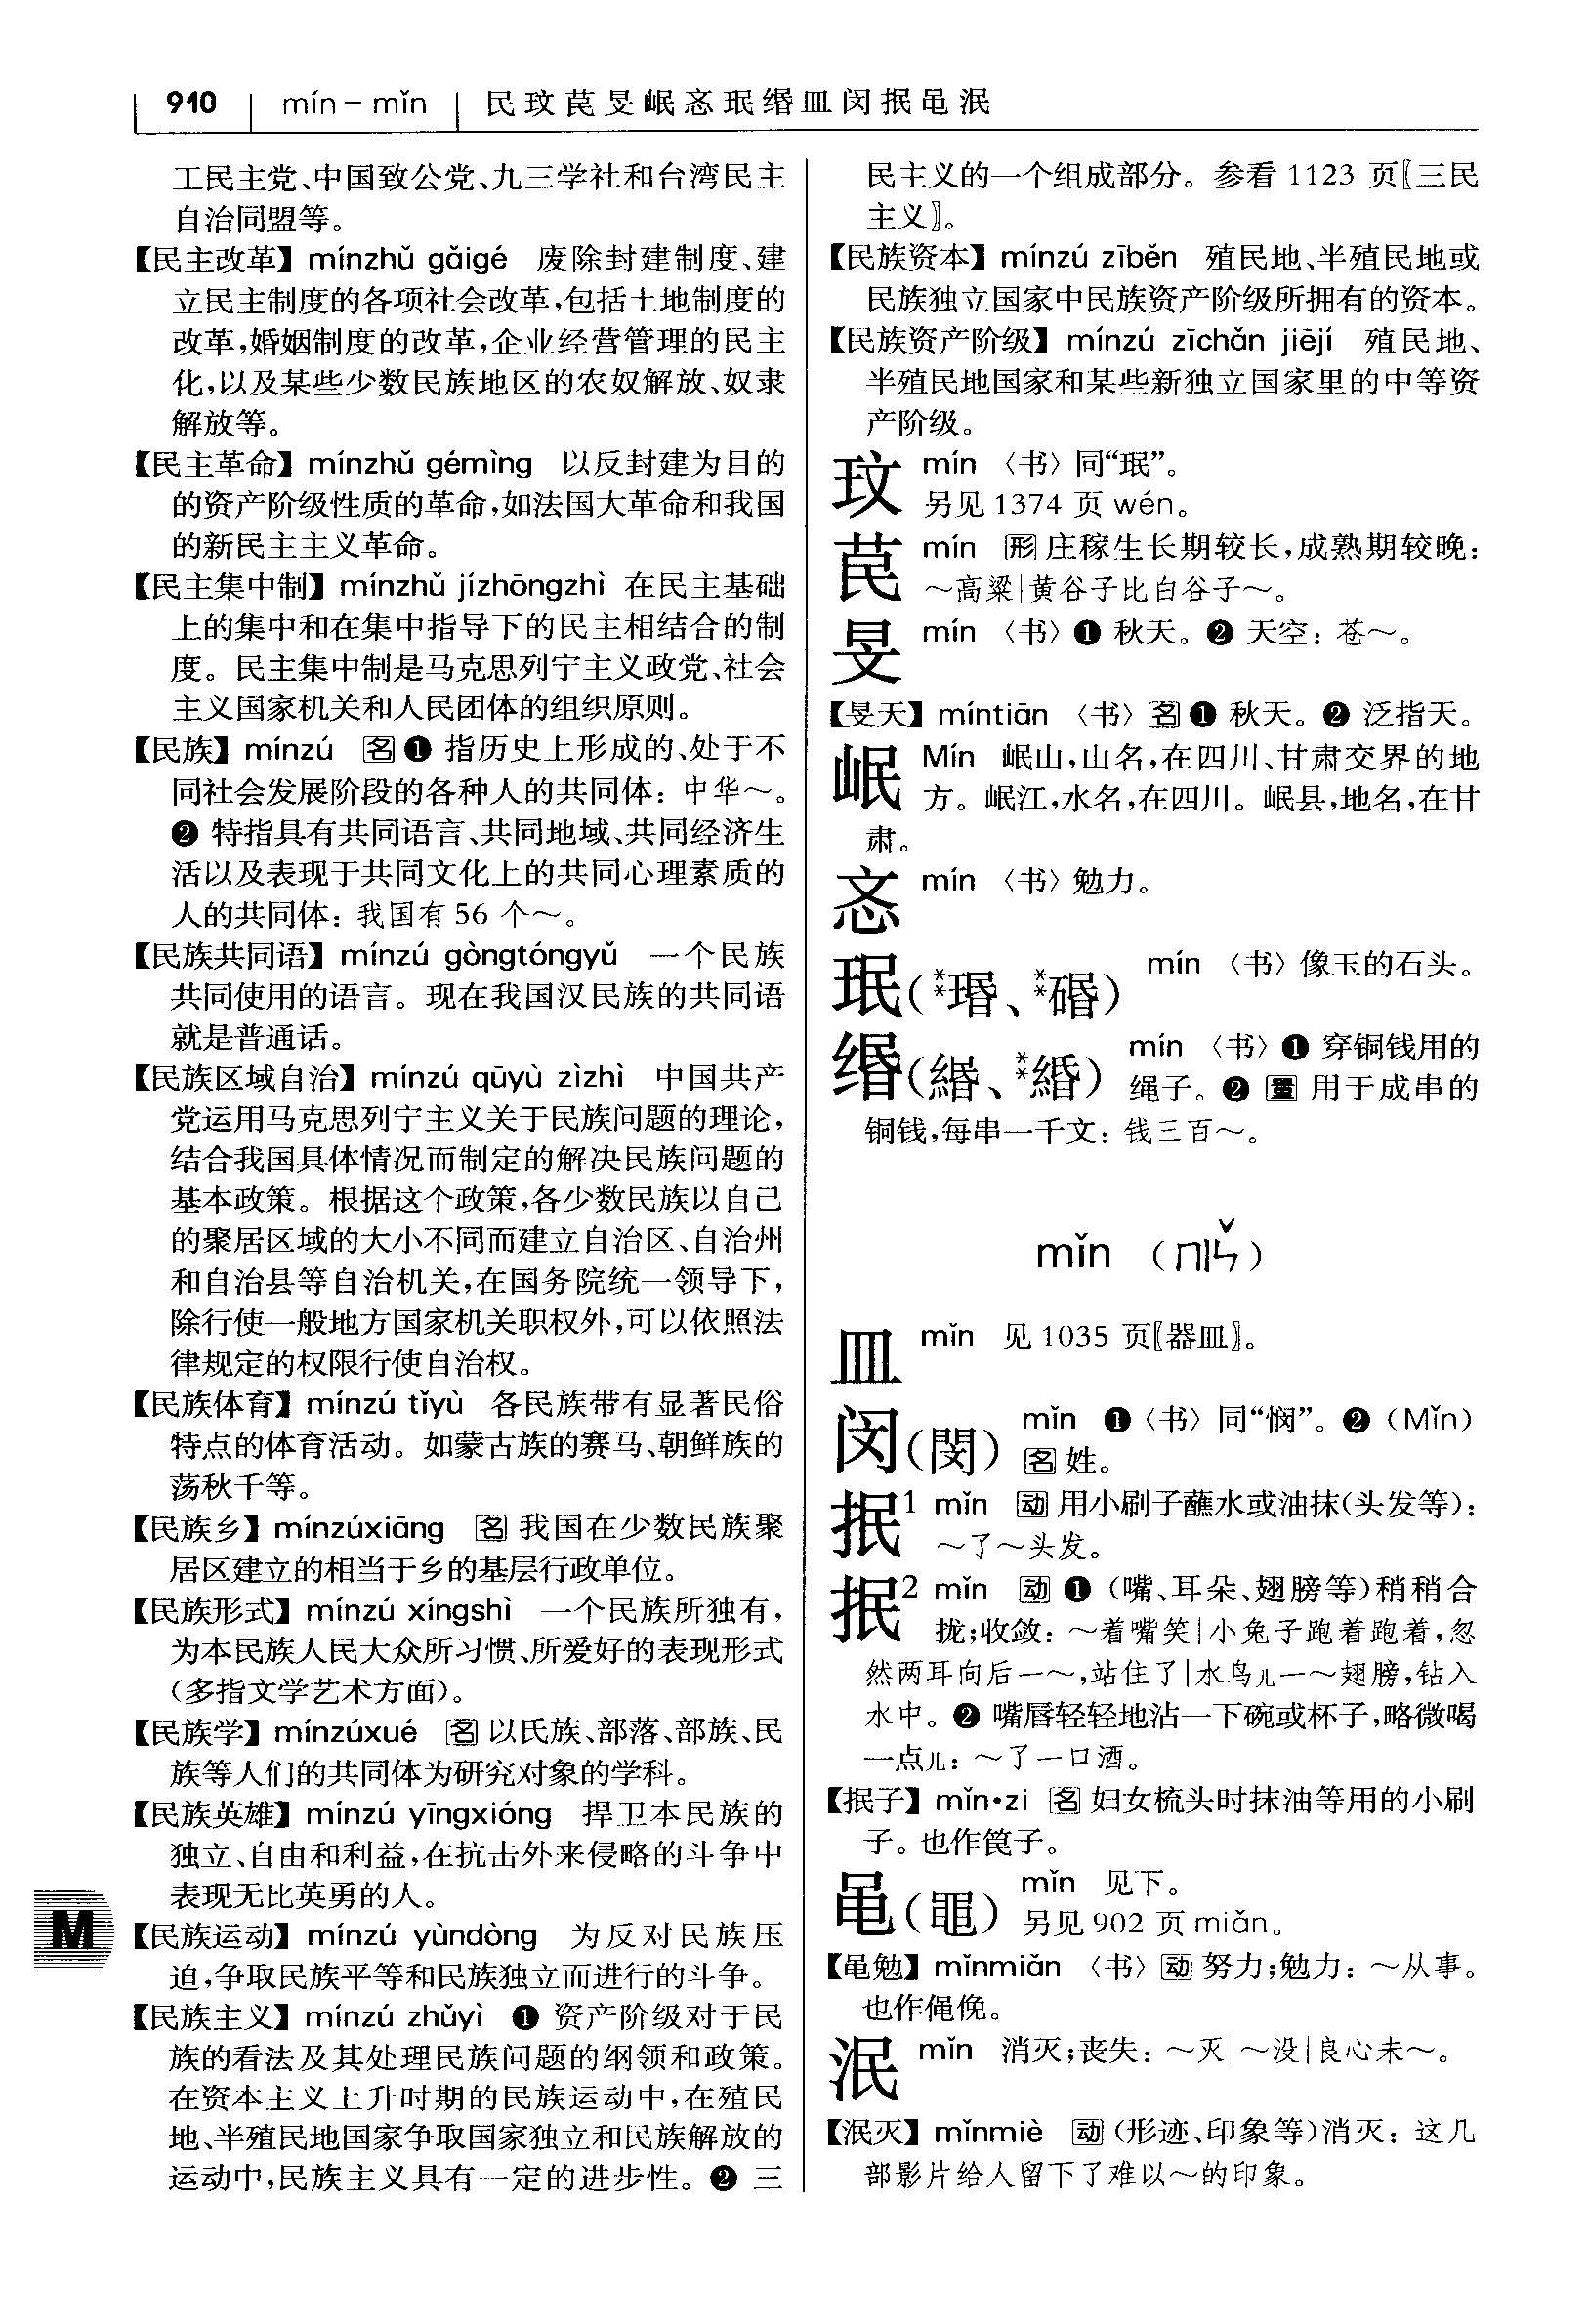 910 mín – mǐn 民玟苠旻岷忞珉缗皿闵抿黾泯
工民主党、中国致公党、九三学社和台湾民主
自治同盟等。
【民主改革】 mínzhǔ gǎigé 废除封建制度、建
立民主制度的各项社会改革,包括土地制度的
改革,婚姻制度的改革,企业经营管理的民主
化,以及某些少数民族地区的农奴解放、奴隶
解放等。
【民主革命】 mínzhǔ gémìng 以反封建为目的
的资产阶级性质的革命,如法国大革命和我国
的新民主主义革命。
【民主集中制】 mínzhǔ jízhōngzhì 在民主基础
上的集中和在集中指导下的民主相结合的制
度。民主集中制是马克思列宁主义政党、社会
主义国家机关和人民团体的组织原则。
【民族】 mínzú 名❶ 指历史上形成的、处于不
同社会发展阶段的各种人的共同体：中华～。
❷ 特指具有共同语言、共同地域、共同经济生
活以及表现于共同文化上的共同心理素质的
人的共同体：我国有56个～。
【民族共同语】 mínzú gòngtóngyǔ 一个民族
共同使用的语言。现在我国汉民族的共同语
就是普通话。
【民族区域自治】 mínzú qūyù zìzhì 中国共产
党运用马克思列宁主义关于民族问题的理论,
结合我国具体情况而制定的解决民族问题的
基本政策。根据这个政策,各少数民族以自己
的聚居区域的大小不同而建立自治区、自治州
和自治县等自治机关,在国务院统一领导下,
除行使一般地方国家机关职权外,可以依照法
律规定的权限行使自治权。
【民族体育】 mínzú tǐyù 各民族带有显著民俗
特点的体育活动。如蒙古族的赛马、朝鲜族的
荡秋千等。
【民族乡】 mínzúxiāng 名 我国在少数民族聚
居区建立的相当于乡的基层行政单位。
【民族形式】 mínzú xíngshì 一个民族所独有,
为本民族人民大众所习惯、所爱好的表现形式
(多指文学艺术方面)。
【民族学】 mínzúxué 名 以氏族、部落、部族、民
族等人们的共同体为研究对象的学科。
【民族英雄】 mínzú yīngxióng 捍卫本民族的
独立、自由和利益,在抗击外来侵略的斗争中
表现无比英勇的人。
M
【民族运动】 mínzú yùndòng 为反对民族压
迫,争取民族平等和民族独立而进行的斗争。
【民族主义】 mínzú zhǔyì ❶ 资产阶级对于民
族的看法及其处理民族问题的纲领和政策。
在资本主义上升时期的民族运动中,在殖民
地、半殖民地国家争取国家独立和民族解放的
运动中,民族主义具有一定的进步性。❷ 三
民主义的一个组成部分。参看1123页〖三民
主义〗。
【民族资本】 mínzú zīběn 殖民地、半殖民地或
民族独立国家中民族资产阶级所拥有的资本。
【民族资产阶级】 mínzú zīchǎn jiējí 殖民地、
半殖民地国家和某些新独立国家里的中等资
产阶级。
玟 mín 〈书〉同“珉”。
另见1374页 wén。
苠 mín 形 庄稼生长期较长,成熟期较晚：
～高粱|黄谷子比白谷子～。
旻 mín 〈书〉❶ 秋天。❷ 天空：苍～。
【旻天】 míntiān 〈书〉名❶ 秋天。❷ 泛指天。
岷 Mín 岷山,山名,在四川、甘肃交界的地
方。岷江,水名,在四川。岷县,地名,在甘
肃。
忞 mín 〈书〉勉力。
珉(**瑉、**碈) mín 〈书〉像玉的石头。
缗(緡、**緍) mín 〈书〉❶ 穿铜钱用的
绳子。❷ 量 用于成串的
铜钱,每串一千文：钱三百～。
mǐn (ㄇㄧㄣˇ)
皿 mǐn 见1035页〖器皿〗。
闵(閔) mǐn ❶〈书〉同“悯”。❷ (Mǐn)
名 姓。
抿1 mǐn 动 用小刷子蘸水或油抹(头发等)：
～了～头发。
抿2 mǐn 动 ❶ (嘴、耳朵、翅膀等)稍稍合
拢;收敛：～着嘴笑|小兔子跑着跑着,忽
然两耳向后一～,站住了|水鸟儿一～翅膀,钻入
水中。❷ 嘴唇轻轻地沾一下碗或杯子,略微喝
一点儿：～了一口酒。
【抿子】 mǐn·zi 名 妇女梳头时抹油等用的小刷
子。也作笢子。
黾(黽) mǐn 见下。
另见902页 miǎn。
【黾勉】 mǐnmiǎn 〈书〉动 努力;勉力：～从事。
也作僶俛。
泯 mǐn 消灭;丧失：～灭|～没|良心未～。
【泯灭】 mǐnmiè 动 (形迹、印象等)消灭：这几
部影片给人留下了难以～的印象。